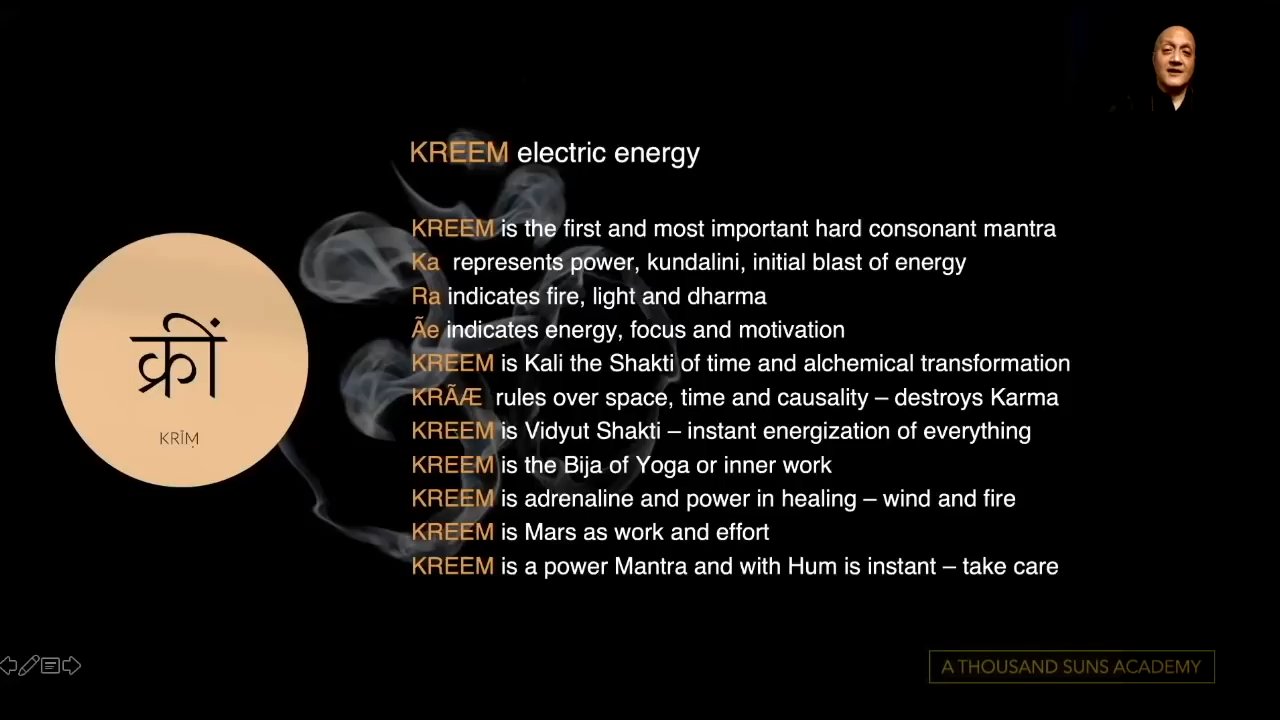 KREEM electric energy
KREEM is the first and most important hard consonant mantra
Ka represents power, kundalini, initial blast of energy
Ra indicates fire, light and dharma
Ãe indicates energy, focus and motivation
KREEM is Kali the Shakti of time and alchemical transformation
KRÃÆ rules over space, time and causality – destroys Karma
KREEM is Vidyut Shakti – instant energization of everything
KREEM is the Bija of Yoga or inner work
KREEM is adrenaline and power in healing – wind and fire
KREEM is Mars as work and effort
KREEM is a power Mantra and with Hum is instant – take care
क्रीं
KRĪṂ
A THOUSAND SUNS ACADEMY